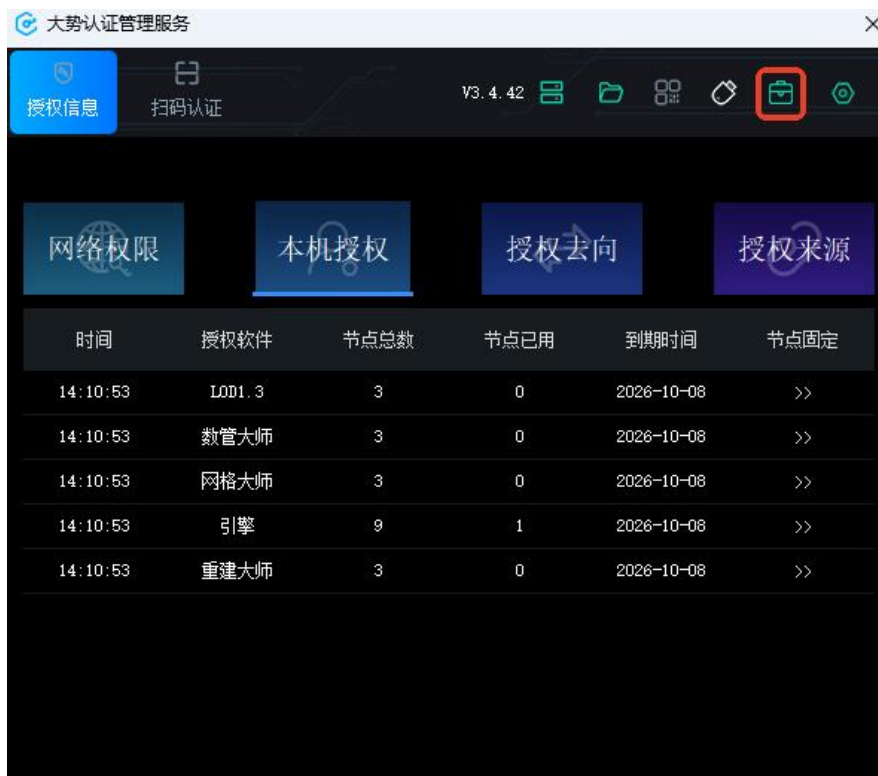 大势认证管理服务
授权信息 扫码认证 V3.4.42
网络权限 本机授权 授权去向 授权来源
时间 授权软件 节点总数 节点已用 到期时间 节点固定
14:10:53 LOD1.3 3 0 2026-10-08 >>
14:10:53 数管大师 3 0 2026-10-08 >>
14:10:53 网格大师 3 0 2026-10-08 >>
14:10:53 引擎 9 1 2026-10-08 >>
14:10:53 重建大师 3 0 2026-10-08 >>